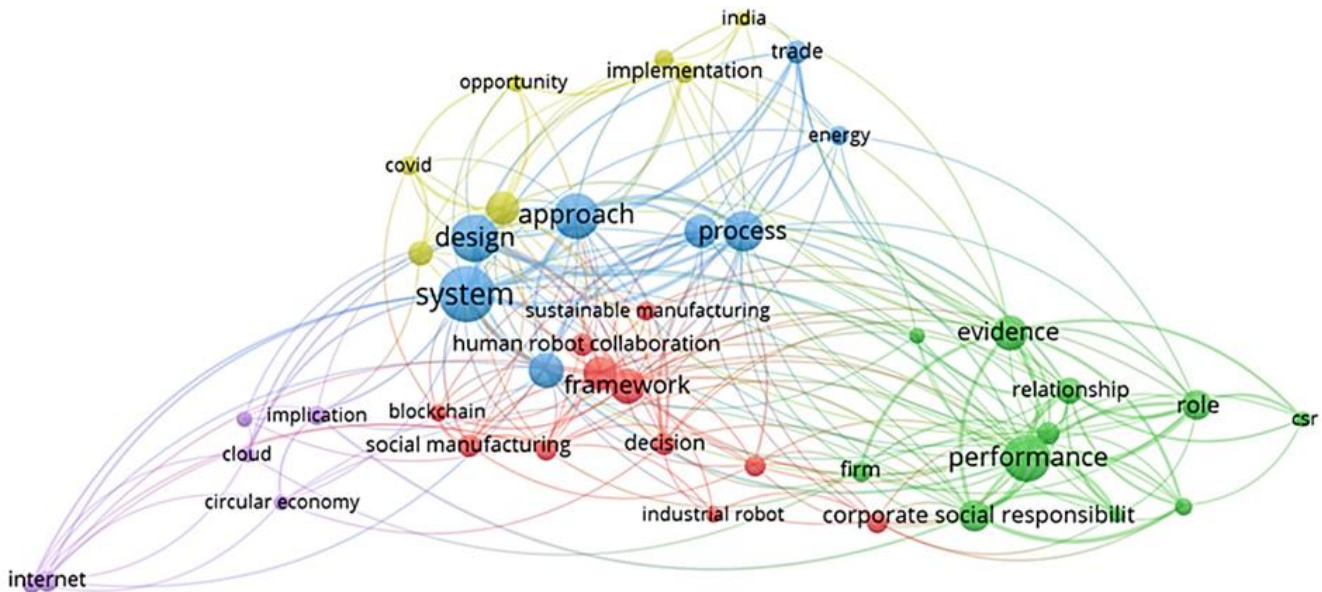 india
trade
implementation
opportunity
energy
covid
approach
design
process
system
sustainable manufacturing
evidence
human robot collaboration
framework
relationship
role
blockchain
implication
csr
social manufacturing
decision
cloud
performance
firm
circular economy
industrial robot
corporate social responsibilit
internet